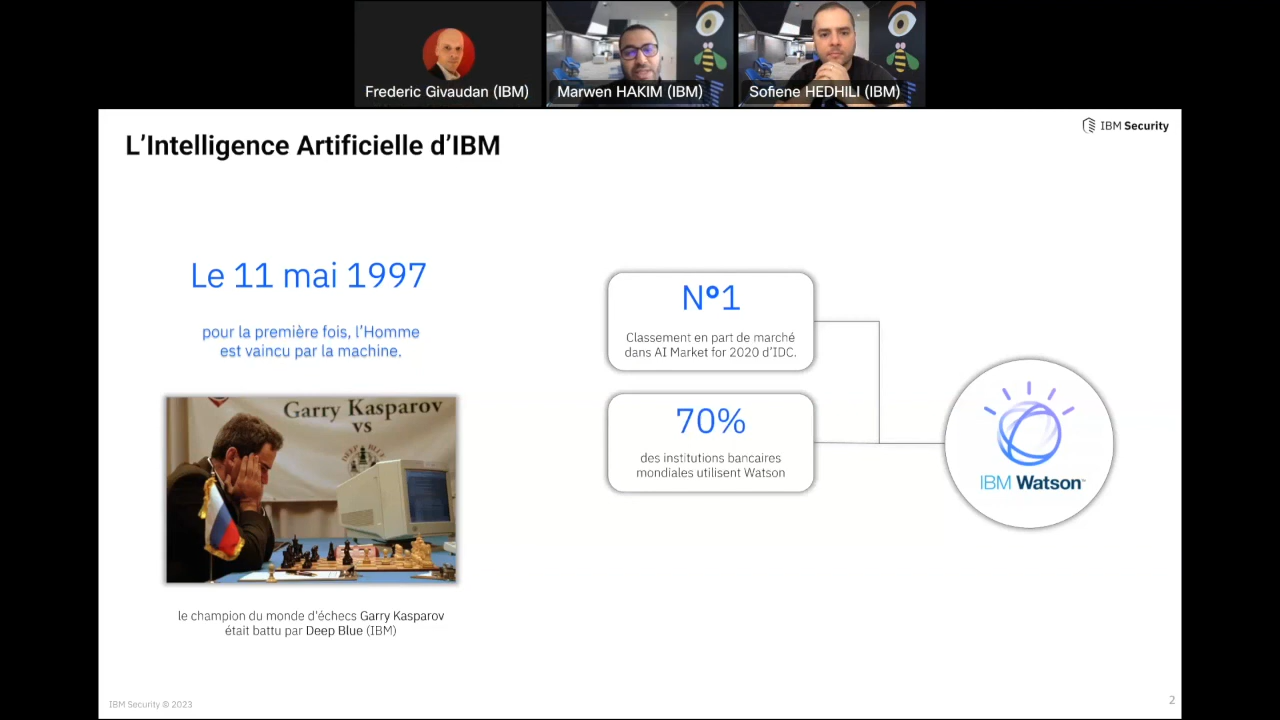 Frederic Givaudan (IBM)
Marwen HAKIM (IBM)
Sofiene HEDHILI (IBM)
IBM Security
L’Intelligence Artificielle d’IBM
Le 11 mai 1997
pour la première fois, l’Homme
est vaincu par la machine.
Garry Kasparov
vs
DEEP BLUE
le champion du monde d'échecs Garry Kasparov
était battu par Deep Blue (IBM)
N°1
Classement en part de marché
dans AI Market for 2020 d’IDC.
70%
des institutions bancaires
mondiales utilisent Watson
IBM Watson™
IBM Security © 2023
2